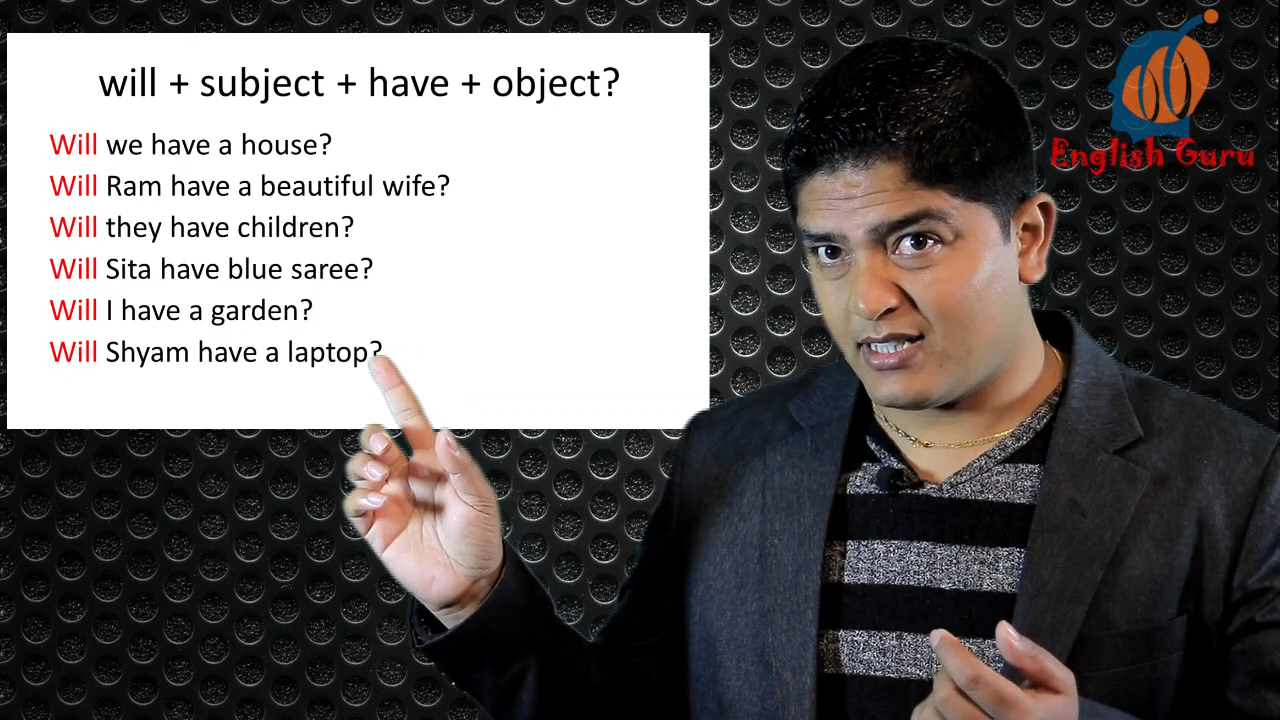 will + subject + have + object?
Will we have a house?
Will Ram have a beautiful wife?
Will they have children?
Will Sita have blue saree?
Will I have a garden?
Will Shyam have a laptop?
English Guru